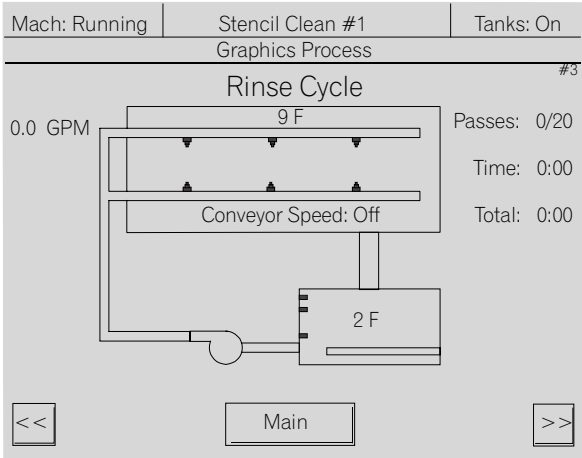 Mach: Running Stencil Clean #1 Tanks: On
Graphics Process
#3
Rinse Cycle
9 F
0.0 GPM
Passes: 0/20
Time: 0:00
Conveyor Speed: Off
Total: 0:00
2 F
<< Main >>